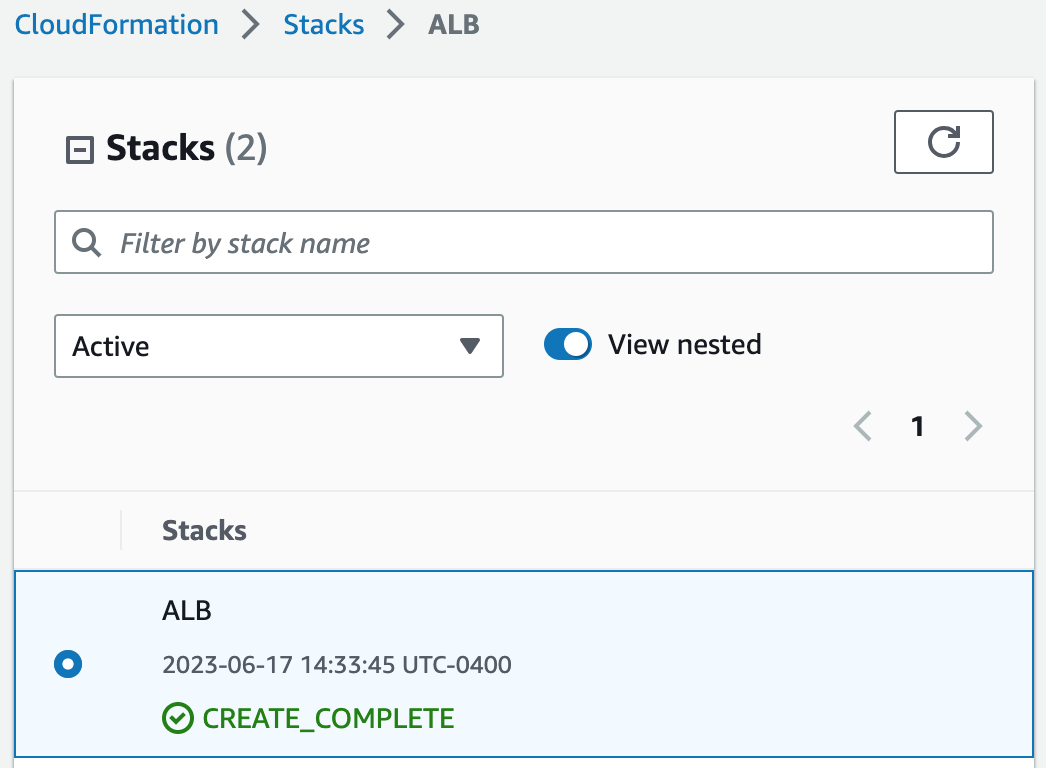 CloudFormation > Stacks > ALB
Stacks (2)
Filter by stack name
Active
View nested
1
Stacks
ALB
2023-06-17 14:33:45 UTC-0400
CREATE_COMPLETE